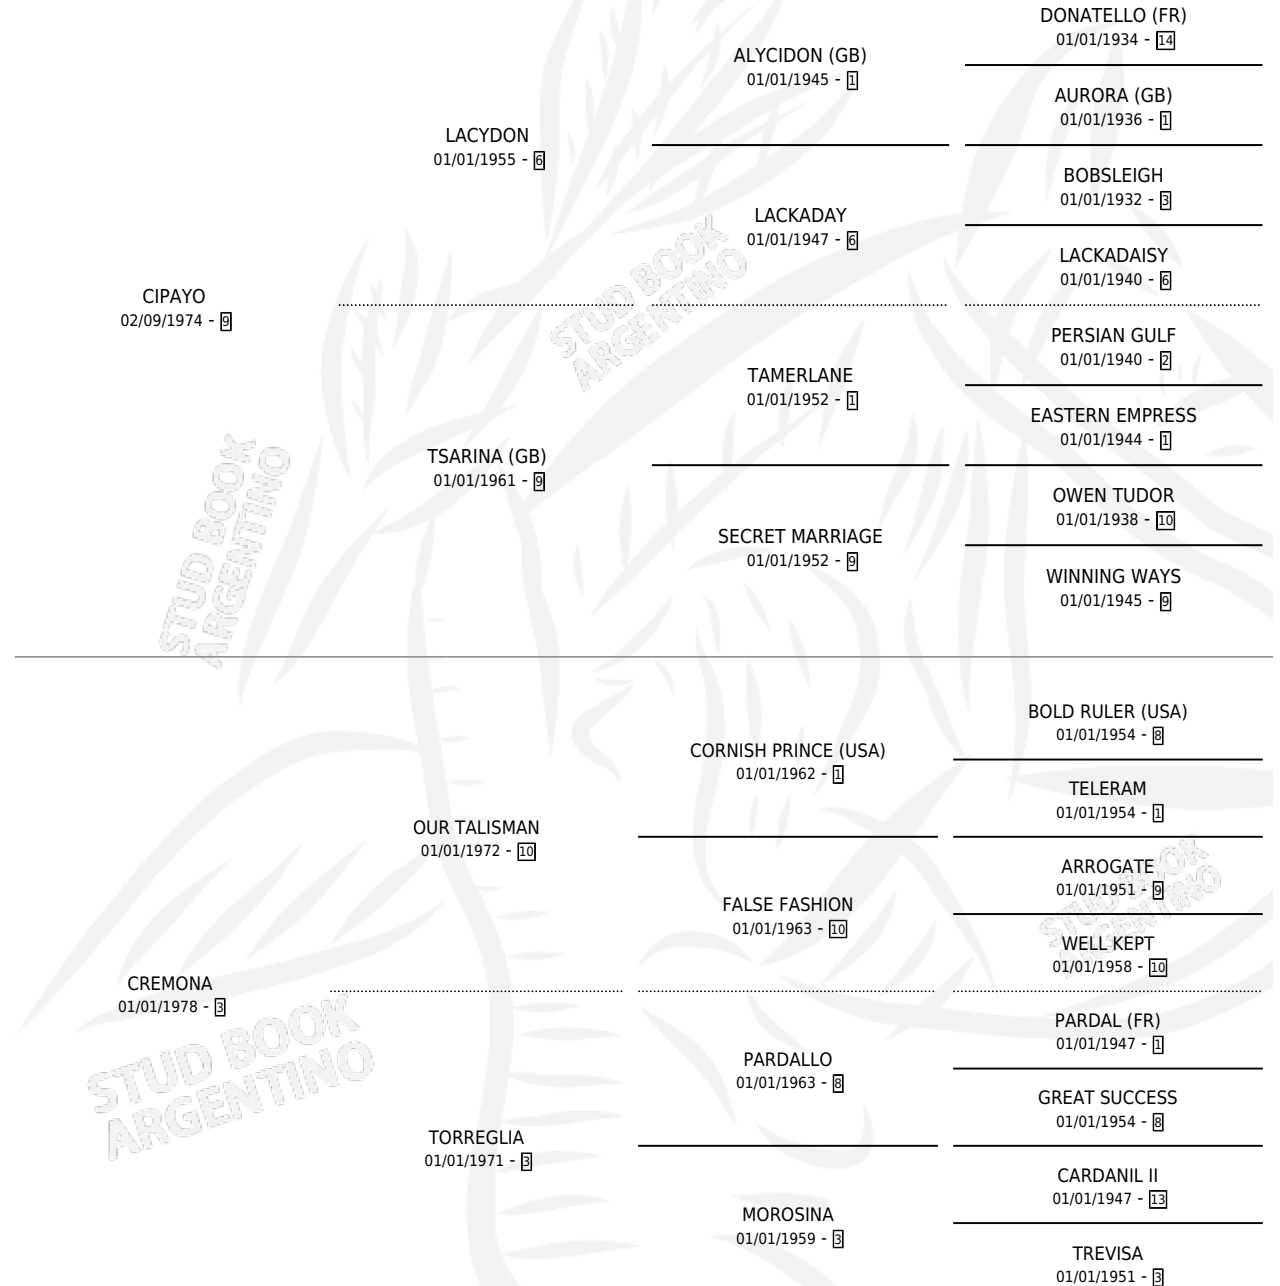 DONATELLO (FR)
01/01/1934 - 14
ALYCIDON (GB)
01/01/1945 - 1
AURORA (GB)
01/01/1936 - 1
LACYDON
01/01/1955 - 6
BOBSLEIGH
01/01/1932 - 3
LACKADAY
01/01/1947 - 6
LACKADAISY
01/01/1940 - 6
CIPAYO
02/09/1974 - 9
STUD BOOK
ARGENTINO
PERSIAN GULF
01/01/1940 - 2
TAMERLANE
01/01/1952 - 1
EASTERN EMPRESS
01/01/1944 - 1
TSARINA (GB)
01/01/1961 - 9
OWEN TUDOR
01/01/1938 - 10
SECRET MARRIAGE
01/01/1952 - 9
WINNING WAYS
01/01/1945 - 9
STUD BOOK
ARGENTINO
BOLD RULER (USA)
01/01/1954 - 8
CORNISH PRINCE (USA)
01/01/1962 - 1
TELERAM
01/01/1954 - 1
OUR TALISMAN
01/01/1972 - 10
ARROGATE
01/01/1951 - 9
FALSE FASHION
01/01/1963 - 10
STUD BOOK
ARGENTINO
WELL KEPT
01/01/1958 - 10
CREMONA
01/01/1978 - 3
PARDAL (FR)
01/01/1947 - 1
PARDALLO
01/01/1963 - 8
GREAT SUCCESS
01/01/1954 - 8
STUD BOOK
ARGENTINO
TORREGLIA
01/01/1971 - 3
CARDANIL II
01/01/1947 - 13
MOROSINA
01/01/1959 - 3
TREVISA
01/01/1951 - 3